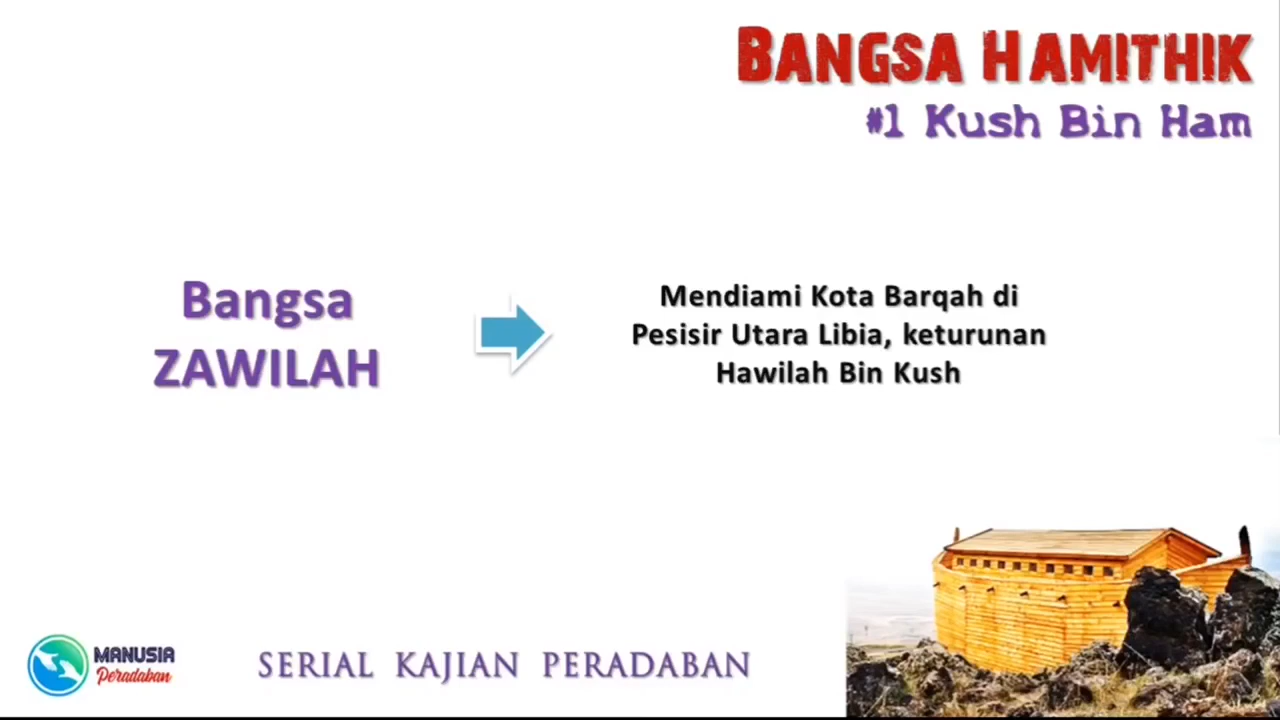 BANGSA HAMITHIK
#1 Kush Bin Ham
Bangsa
ZAWILAH
Mendiami Kota Barqah di
Pesisir Utara Libia, keturunan
Hawilah Bin Kush
MANUSIA
Peradaban
SERIAL KAJIAN PERADABAN